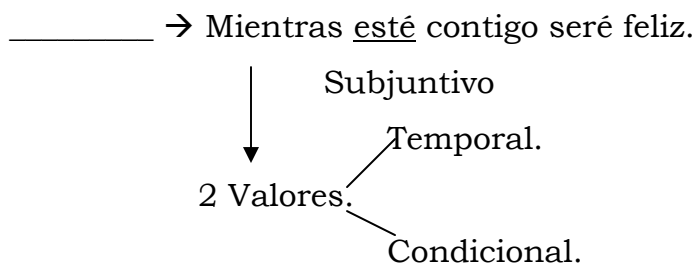 _________ → Mientras esté contigo seré feliz.
Subjuntivo
Temporal.
2 Valores.
Condicional.